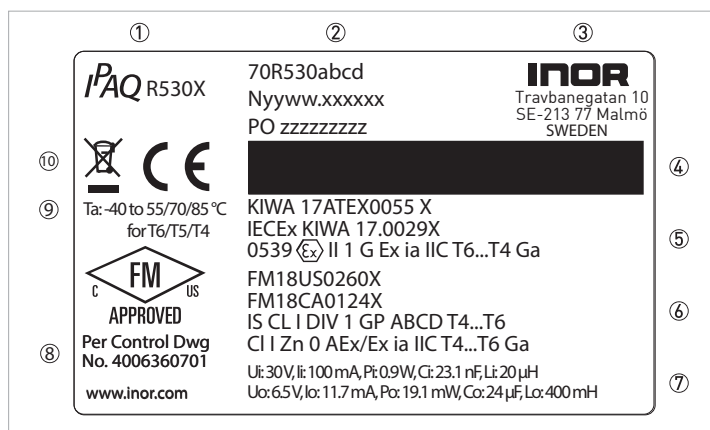 ① ② ③
IPAQ R530X
70R530abcd
Nyyww.xxxxxx
PO zzzzzzzzz
INOR
Travbanegatan 10
SE-213 77 Malmö
SWEDEN
⑩
CE
④
⑨
Ta: -40 to 55/70/85 °C
for T6/T5/T4
KIWA 17ATEX0055 X
IECEx KIWA 17.0029X
0539 Ex II 1 G Ex ia IIC T6...T4 Ga
⑤
FM
C US
APPROVED
FM18US0260X
FM18CA0124X
IS CL I DIV 1 GP ABCD T4...T6
Cl I Zn 0 AEx/Ex ia IIC T4...T6 Ga
⑥
⑧
Per Control Dwg
No. 4006360701
www.inor.com
Ui: 30V, Ii: 100 mA, Pi: 0.9W, Ci: 23.1 nF, Li: 20 µH
Uo: 6.5V, Io: 11.7 mA, Po: 19.1 mW, Co: 24 µF, Lo: 400 mH
⑦